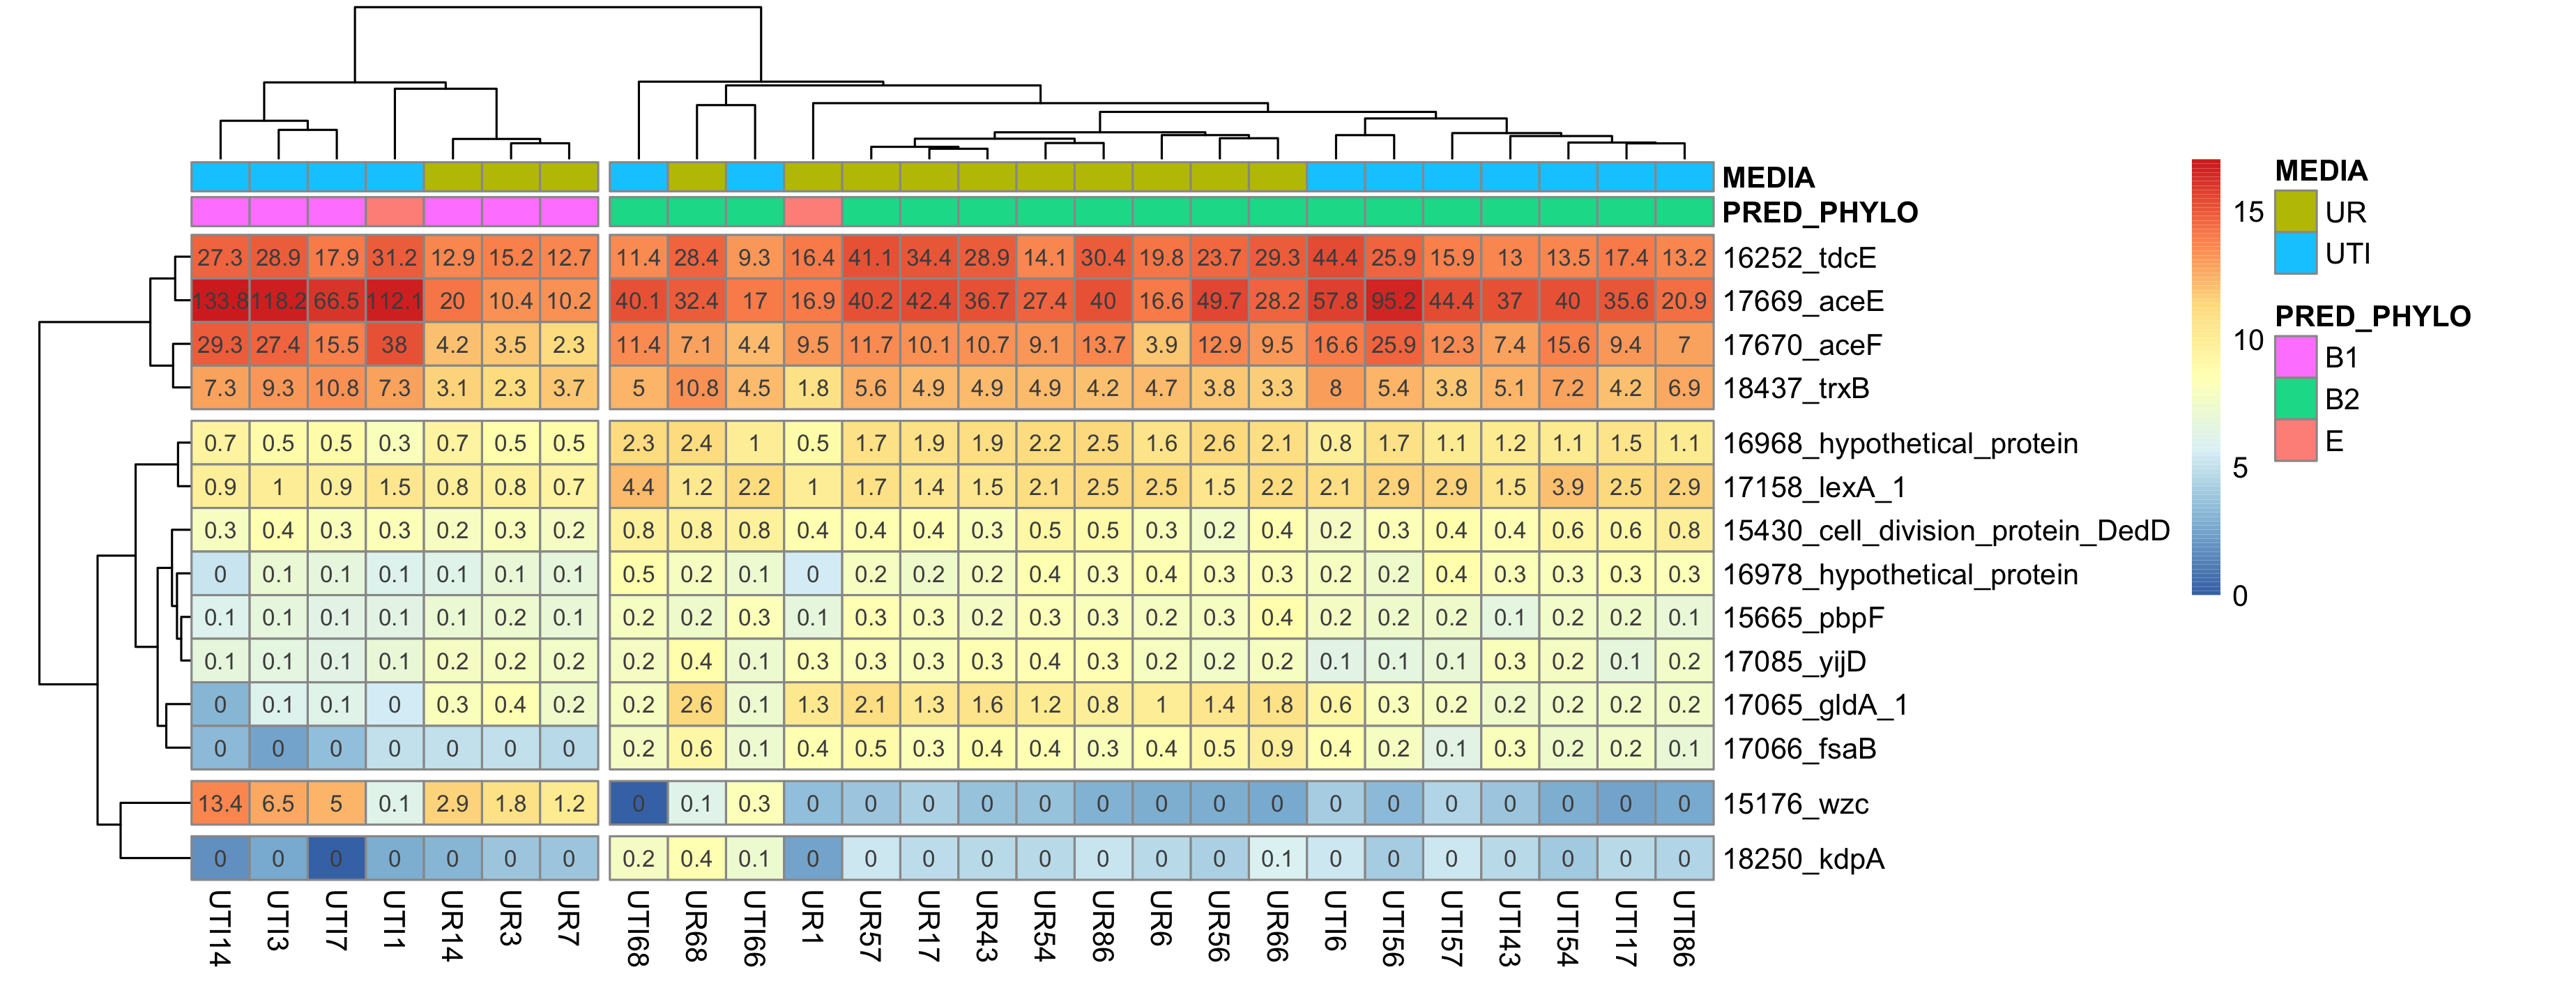 MEDIA
PRED_PHYLO
27.3 28.9 17.9 31.2 12.9 15.2 12.7 11.4 28.4 9.3 16.4 41.1 34.4 28.9 14.1 30.4 19.8 23.7 29.3 44.4 25.9 15.9 13 13.5 17.4 13.2 16252_tdcE
133.8 118.2 66.5 112.1 20 10.4 10.2 40.1 32.4 17 16.9 40.2 42.4 36.7 27.4 40 16.6 49.7 28.2 57.8 95.2 44.4 37 40 35.6 20.9 17669_aceE
29.3 27.4 15.5 38 4.2 3.5 2.3 11.4 7.1 4.4 9.5 11.7 10.1 10.7 9.1 13.7 3.9 12.9 9.5 16.6 25.9 12.3 7.4 15.6 9.4 7 17670_aceF
7.3 9.3 10.8 7.3 3.1 2.3 3.7 5 10.8 4.5 1.8 5.6 4.9 4.9 4.9 4.2 4.7 3.8 3.3 8 5.4 3.8 5.1 7.2 4.2 6.9 18437_trxB
0.7 0.5 0.5 0.3 0.7 0.5 0.5 2.3 2.4 1 0.5 1.7 1.9 1.9 2.2 2.5 1.6 2.6 2.1 0.8 1.7 1.1 1.2 1.1 1.5 1.1 16968_hypothetical_protein
0.9 1 0.9 1.5 0.8 0.8 0.7 4.4 1.2 2.2 1 1.7 1.4 1.5 2.1 2.5 2.5 1.5 2.2 2.1 2.9 2.9 1.5 3.9 2.5 2.9 17158_lexA_1
0.3 0.4 0.3 0.3 0.2 0.3 0.2 0.8 0.8 0.8 0.4 0.4 0.4 0.3 0.5 0.5 0.3 0.2 0.4 0.2 0.3 0.4 0.4 0.6 0.6 0.8 15430_cell_division_protein_DedD
0 0.1 0.1 0.1 0.1 0.1 0.1 0.5 0.2 0.1 0 0.2 0.2 0.2 0.4 0.3 0.4 0.3 0.3 0.2 0.2 0.4 0.3 0.3 0.3 0.3 16978_hypothetical_protein
0.1 0.1 0.1 0.1 0.1 0.2 0.1 0.2 0.2 0.3 0.1 0.3 0.3 0.2 0.3 0.3 0.2 0.3 0.4 0.2 0.2 0.2 0.1 0.2 0.2 0.1 15665_pbpF
0.1 0.1 0.1 0.1 0.2 0.2 0.2 0.2 0.4 0.1 0.3 0.3 0.3 0.3 0.4 0.3 0.2 0.2 0.2 0.1 0.1 0.1 0.3 0.2 0.1 0.2 17085_yijD
0 0.1 0.1 0 0.3 0.4 0.2 0.2 2.6 0.1 1.3 2.1 1.3 1.6 1.2 0.8 1 1.4 1.8 0.6 0.3 0.2 0.2 0.2 0.2 0.2 17065_gldA_1
0 0 0 0 0 0 0 0.2 0.6 0.1 0.4 0.5 0.3 0.4 0.4 0.3 0.4 0.5 0.9 0.4 0.2 0.1 0.3 0.2 0.2 0.1 17066_fsaB
13.4 6.5 5 0.1 2.9 1.8 1.2 0 0.1 0.3 0 0 0 0 0 0 0 0 0 0 0 0 0 0 0 0 15176_wzc
0 0 0 0 0 0 0 0.2 0.4 0.1 0 0 0 0 0 0 0 0 0.1 0 0 0 0 0 0 0 18250_kdpA
UTI14 UTI3 UTI7 UTI1 UR14 UR3 UR7 UTI68 UR68 UTI66 UR1 UR57 UR17 UR43 UR54 UR86 UR6 UR56 UR66 UTI6 UTI56 UTI57 UTI43 UTI54 UTI17 UTI86
15
10
5
0
MEDIA
UR
UTI
PRED_PHYLO
B1
B2
E